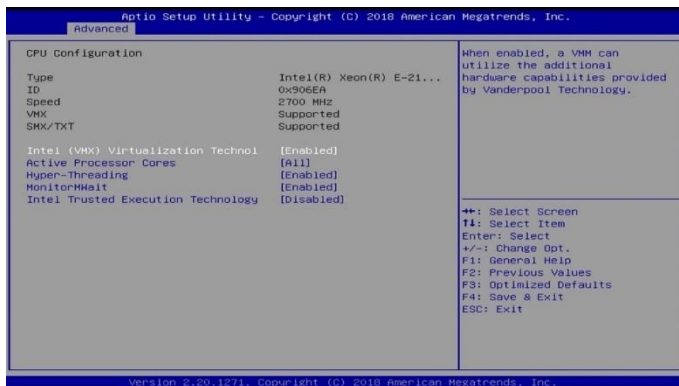 Aptio Setup Utility – Copyright (C) 2018 American Megatrends, Inc.
Advanced
CPU Configuration
Type Intel(R) Xeon(R) E-21...
ID 0x906EA
Speed 2700 MHz
VMX Supported
SMX/TXT Supported
Intel (VMX) Virtualization Technol [Enabled]
Active Processor Cores [All]
Hyper-Threading [Enabled]
MonitorMWait [Enabled]
Intel Trusted Execution Technology [Disabled]
When enabled, a VMM can
utilize the additional
hardware capabilities provided
by Vanderpool Technology.
→←: Select Screen
↑↓: Select Item
Enter: Select
+/-: Change Opt.
F1: General Help
F2: Previous Values
F3: Optimized Defaults
F4: Save & Exit
ESC: Exit
Version 2.20.1271. Copyright (C) 2018 American Megatrends, Inc.